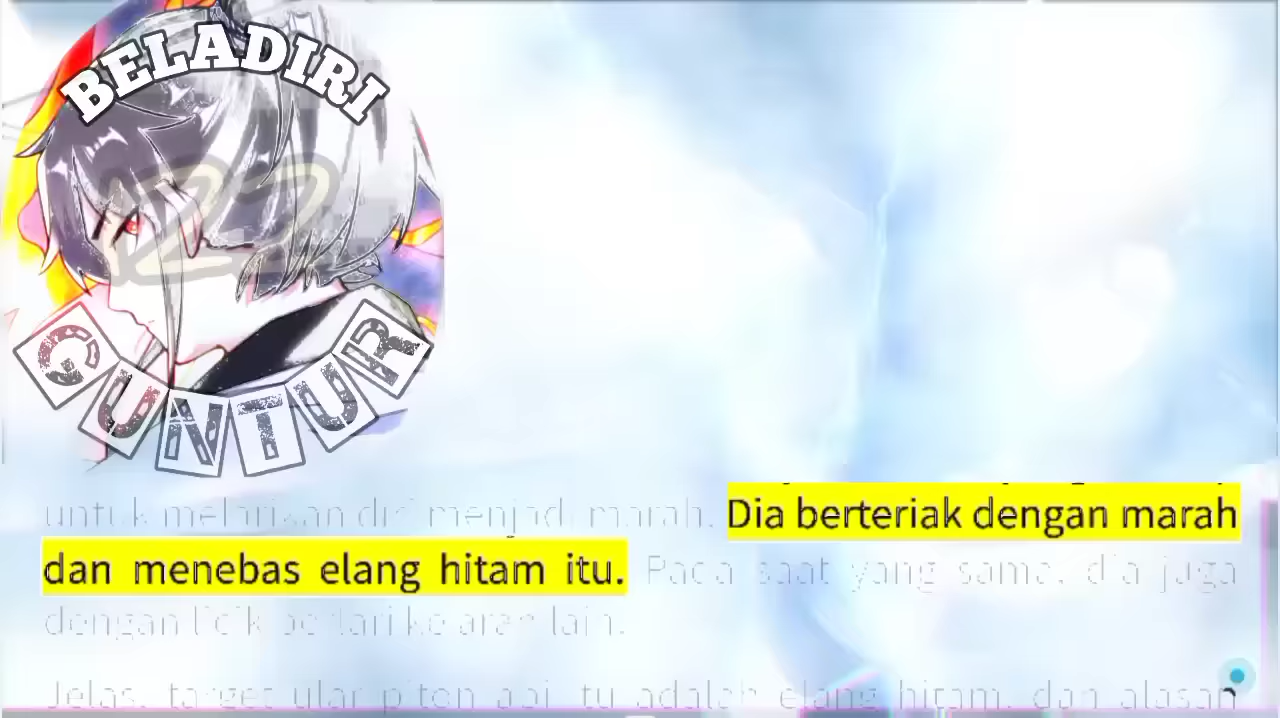 BELADIRI
22
GUNTUR
untuk melarikan diri menjadi marah. Dia berteriak dengan marah
dan menebas elang hitam itu. Pada saat yang sama, dia juga
dengan licik berlari ke arah lain.
Jelas, target ular piton api itu adalah elang hitam, dan alasan